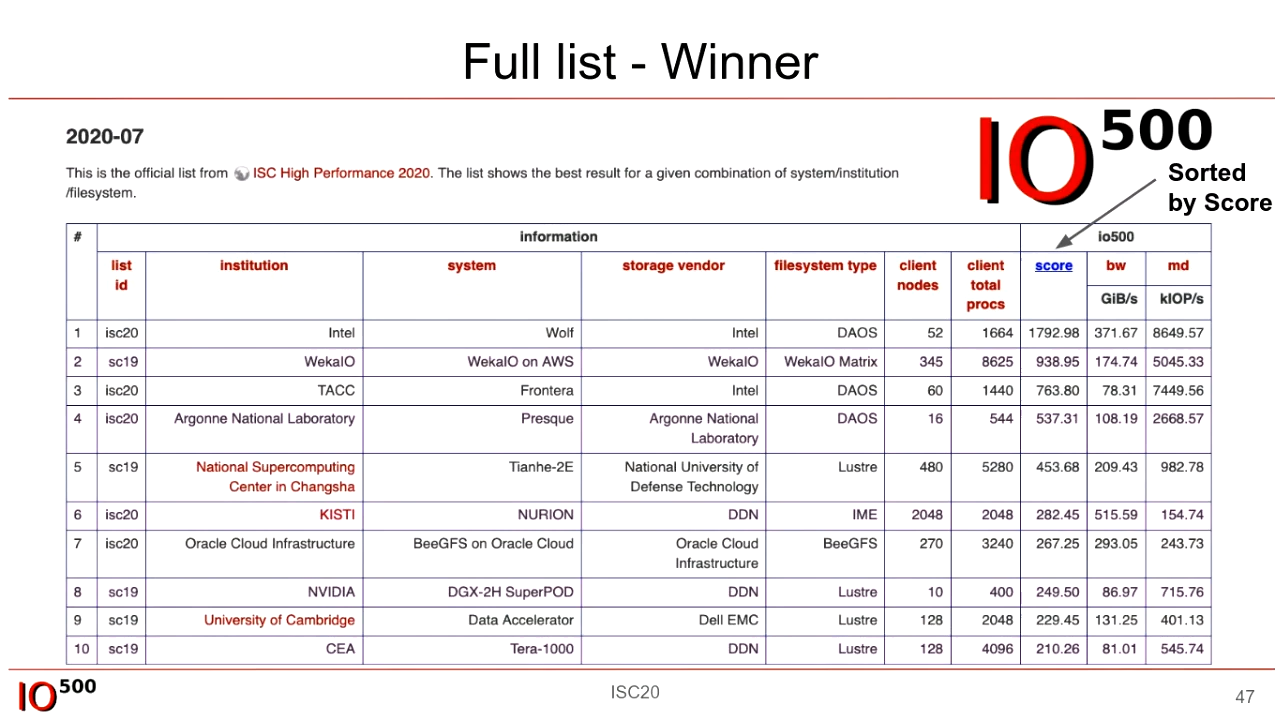 Full list - Winner
2020-07
This is the official list from ISC High Performance 2020. The list shows the best result for a given combination of system/institution
/filesystem.
IO500
Sorted
by Score
# information io500
list id institution system storage vendor filesystem type client nodes client total procs score bw md
GiB/s kIOP/s
1 isc20 Intel Wolf Intel DAOS 52 1664 1792.98 371.67 8649.57
2 sc19 WekaIO WekaIO on AWS WekaIO WekaIO Matrix 345 8625 938.95 174.74 5045.33
3 isc20 TACC Frontera Intel DAOS 60 1440 763.80 78.31 7449.56
4 isc20 Argonne National Laboratory Presque Argonne National Laboratory DAOS 16 544 537.31 108.19 2668.57
5 sc19 National Supercomputing Center in Changsha Tianhe-2E National University of Defense Technology Lustre 480 5280 453.68 209.43 982.78
6 isc20 KISTI NURION DDN IME 2048 2048 282.45 515.59 154.74
7 isc20 Oracle Cloud Infrastructure BeeGFS on Oracle Cloud Oracle Cloud Infrastructure BeeGFS 270 3240 267.25 293.05 243.73
8 sc19 NVIDIA DGX-2H SuperPOD DDN Lustre 10 400 249.50 86.97 715.76
9 sc19 University of Cambridge Data Accelerator Dell EMC Lustre 128 2048 229.45 131.25 401.13
10 sc19 CEA Tera-1000 DDN Lustre 128 4096 210.26 81.01 545.74
IO500
ISC20
47